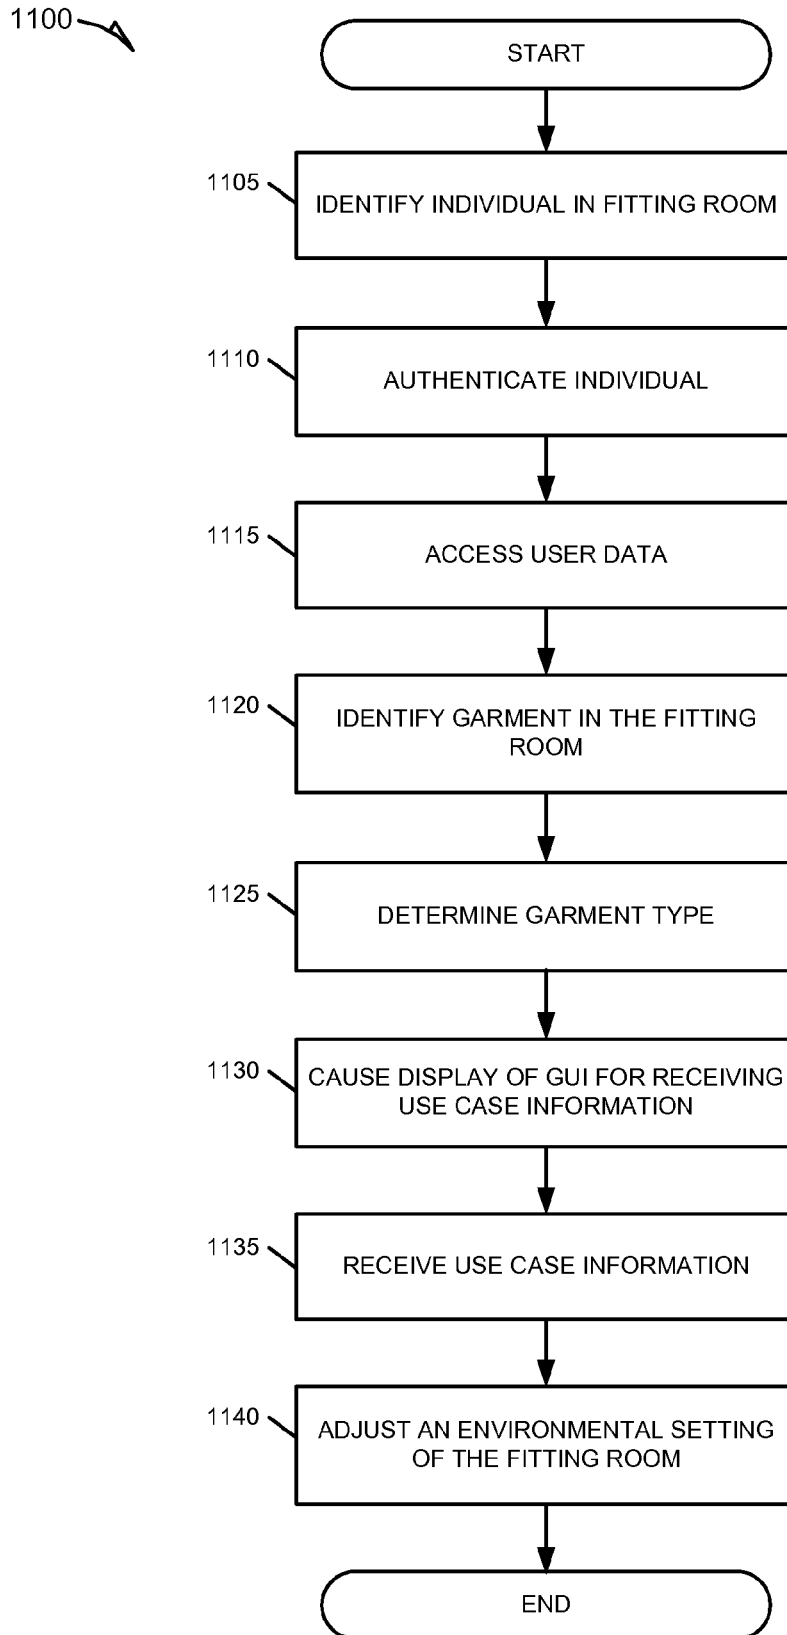 1100
START
1105
IDENTIFY INDIVIDUAL IN FITTING ROOM
1110
AUTHENTICATE INDIVIDUAL
1115
ACCESS USER DATA
1120
IDENTIFY GARMENT IN THE FITTING
ROOM
1125
DETERMINE GARMENT TYPE
1130
CAUSE DISPLAY OF GUI FOR RECEIVING
USE CASE INFORMATION
1135
RECEIVE USE CASE INFORMATION
1140
ADJUST AN ENVIRONMENTAL SETTING
OF THE FITTING ROOM
END